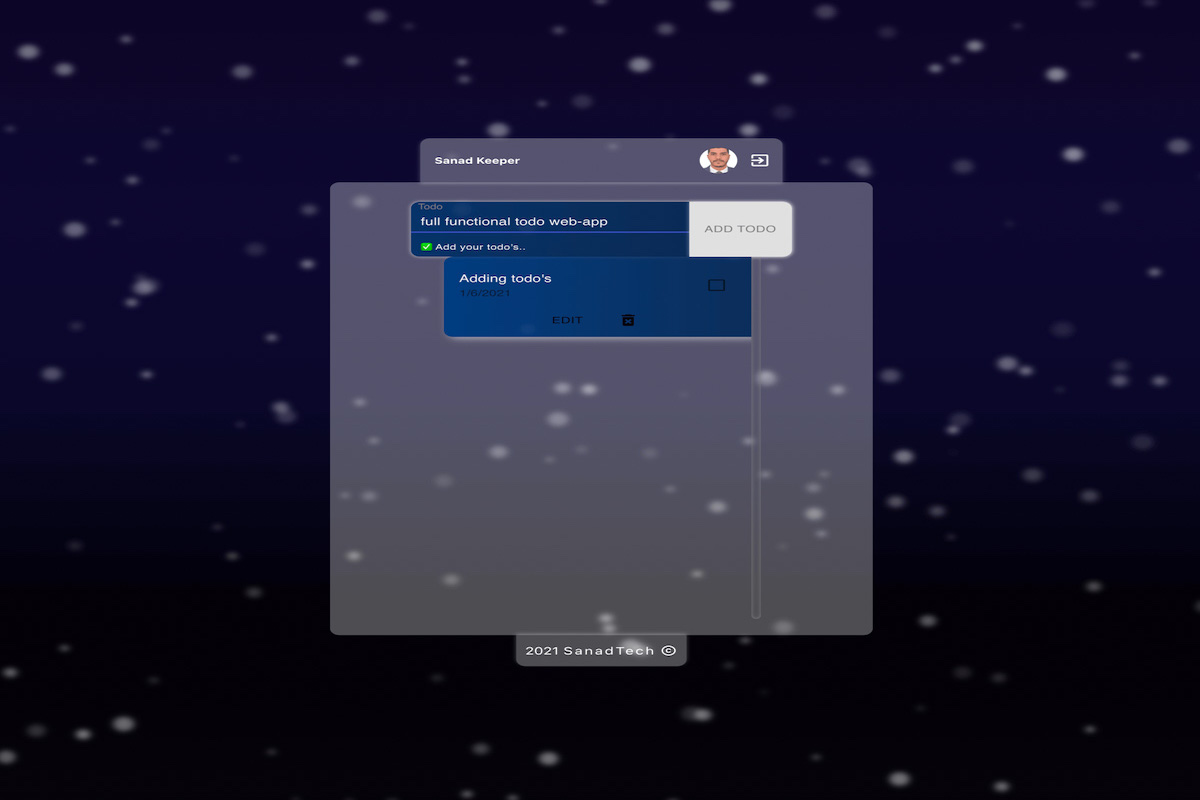 Sanad Keeper
Todo
full functional todo web-app
ADD TODO
✅ Add your todo's..
Adding todo's
1/6/2021
EDIT
2021 SanadTech ©